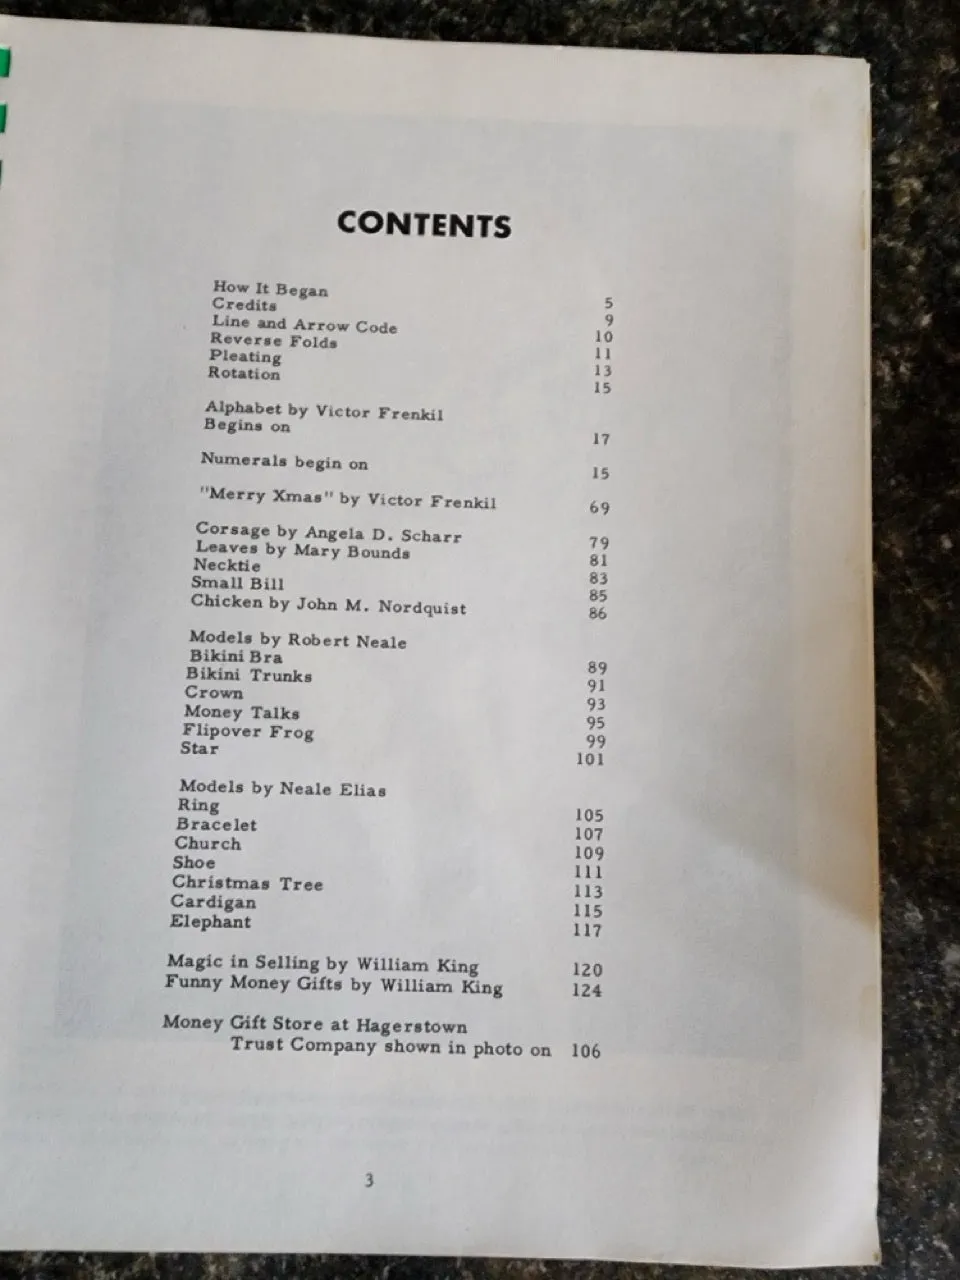 CONTENTS
How It Began 5
Credits 9
Line and Arrow Code 10
Reverse Folds 11
Pleating 13
Rotation 15
Alphabet by Victor Frenkil
Begins on 17
Numerals begin on 15
"Merry Xmas" by Victor Frenkil 69
Corsage by Angela D. Scharr 79
Leaves by Mary Bounds 81
Necktie 83
Small Bill 85
Chicken by John M. Nordquist 86
Models by Robert Neale
Bikini Bra 89
Bikini Trunks 91
Crown 93
Money Talks 95
Flipover Frog 99
Star 101
Models by Neale Elias
Ring 105
Bracelet 107
Church 109
Shoe 111
Christmas Tree 113
Cardigan 115
Elephant 117
Magic in Selling by William King 120
Funny Money Gifts by William King 124
Money Gift Store at Hagerstown
Trust Company shown in photo on 106
3